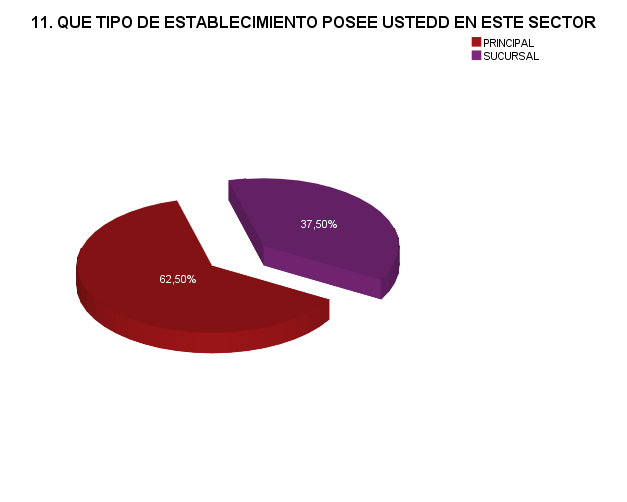 11. QUE TIPO DE ESTABLECIMIENTO POSEE USTEDD EN ESTE SECTOR
PRINCIPAL
SUCURSAL
37,50%
62,50%